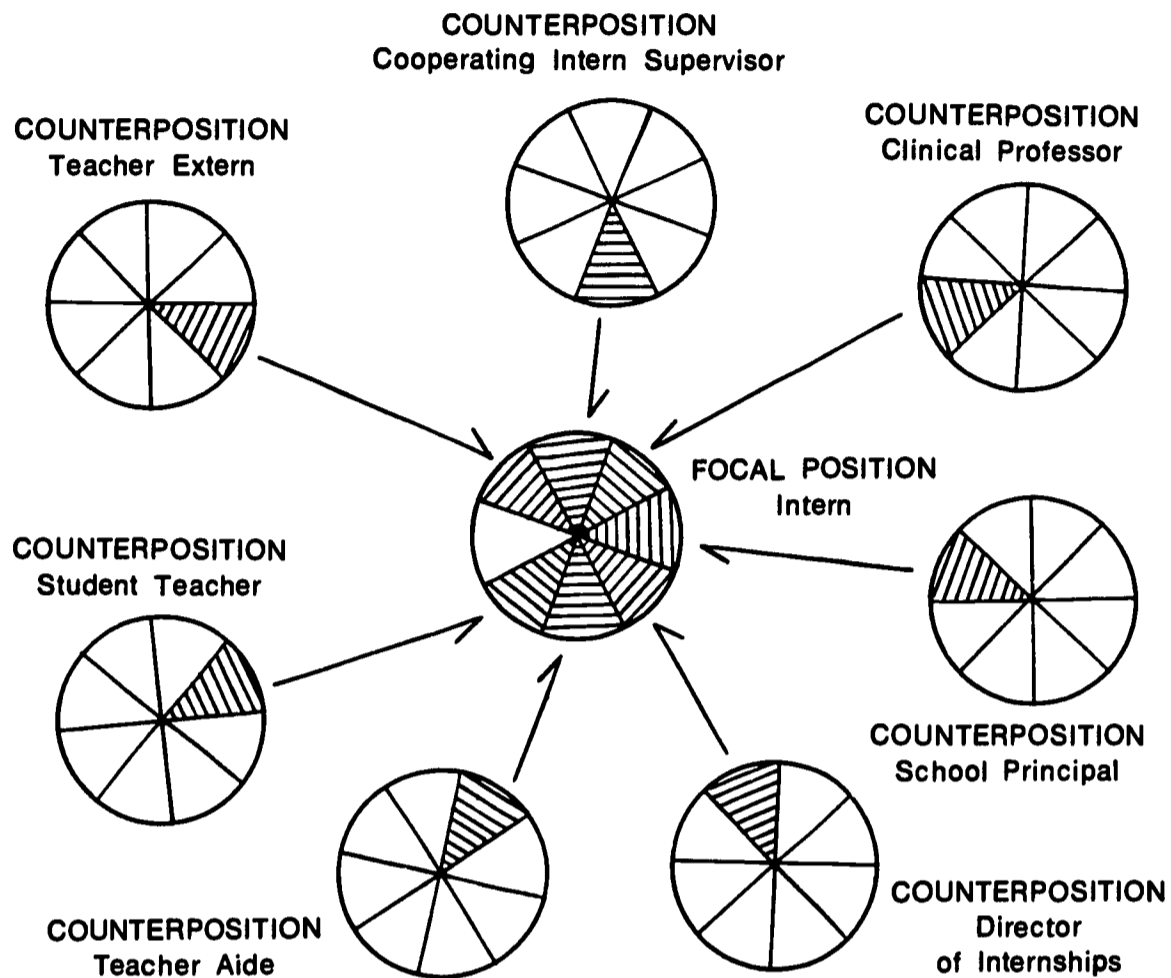 COUNTERPOSITION
Cooperating Intern Supervisor
COUNTERPOSITION
Teacher Extern
COUNTERPOSITION
Clinical Professor
FOCAL POSITION
Intern
COUNTERPOSITION
Student Teacher
COUNTERPOSITION
School Principal
COUNTERPOSITION
Teacher Aide
COUNTERPOSITION
Director
of Internships